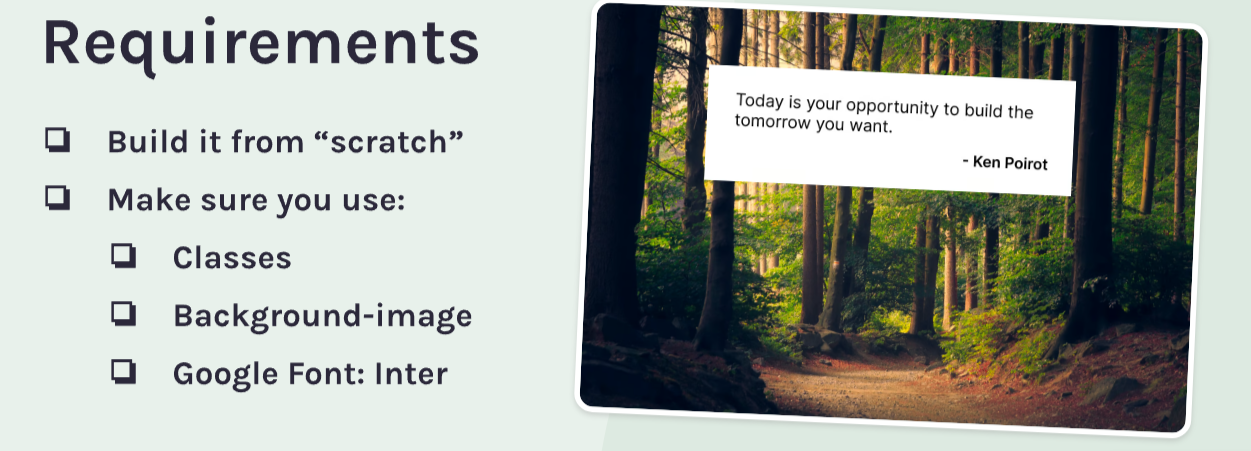 Requirements
Build it from “scratch”
Make sure you use:
Classes
Background-image
Google Font: Inter
Today is your opportunity to build the
tomorrow you want.
- Ken Poirot